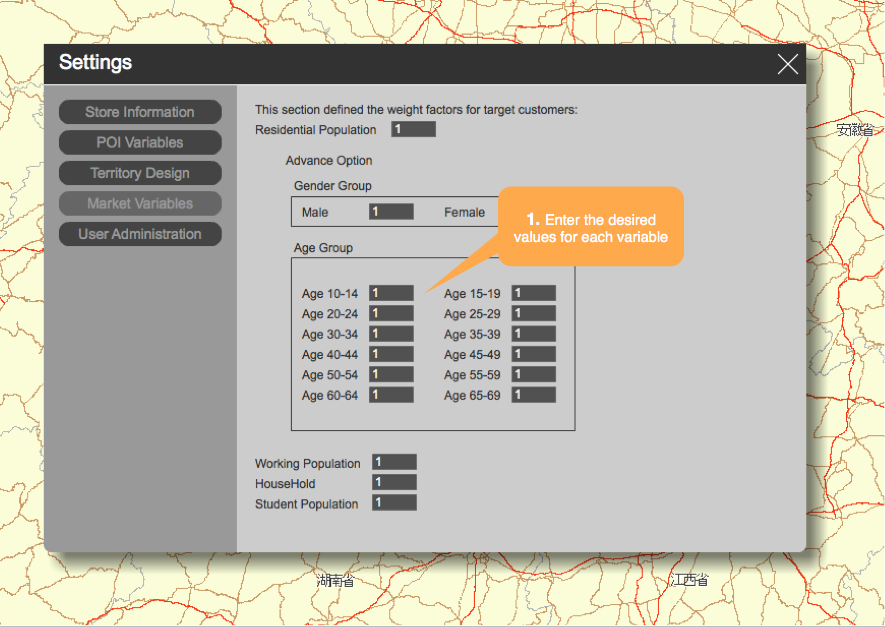 Settings
Store Information
POI Variables
Territory Design
Market Variables
User Administration
This section defined the weight factors for target customers:
Residential Population 1
Advance Option
Gender Group
Male 1 Female
1. Enter the desired
values for each variable
Age Group
Age 10-14 1 Age 15-19 1
Age 20-24 1 Age 25-29 1
Age 30-34 1 Age 35-39 1
Age 40-44 1 Age 45-49 1
Age 50-54 1 Age 55-59 1
Age 60-64 1 Age 65-69 1
Working Population 1
HouseHold 1
Student Population 1
安徽省
湖南省
江西省